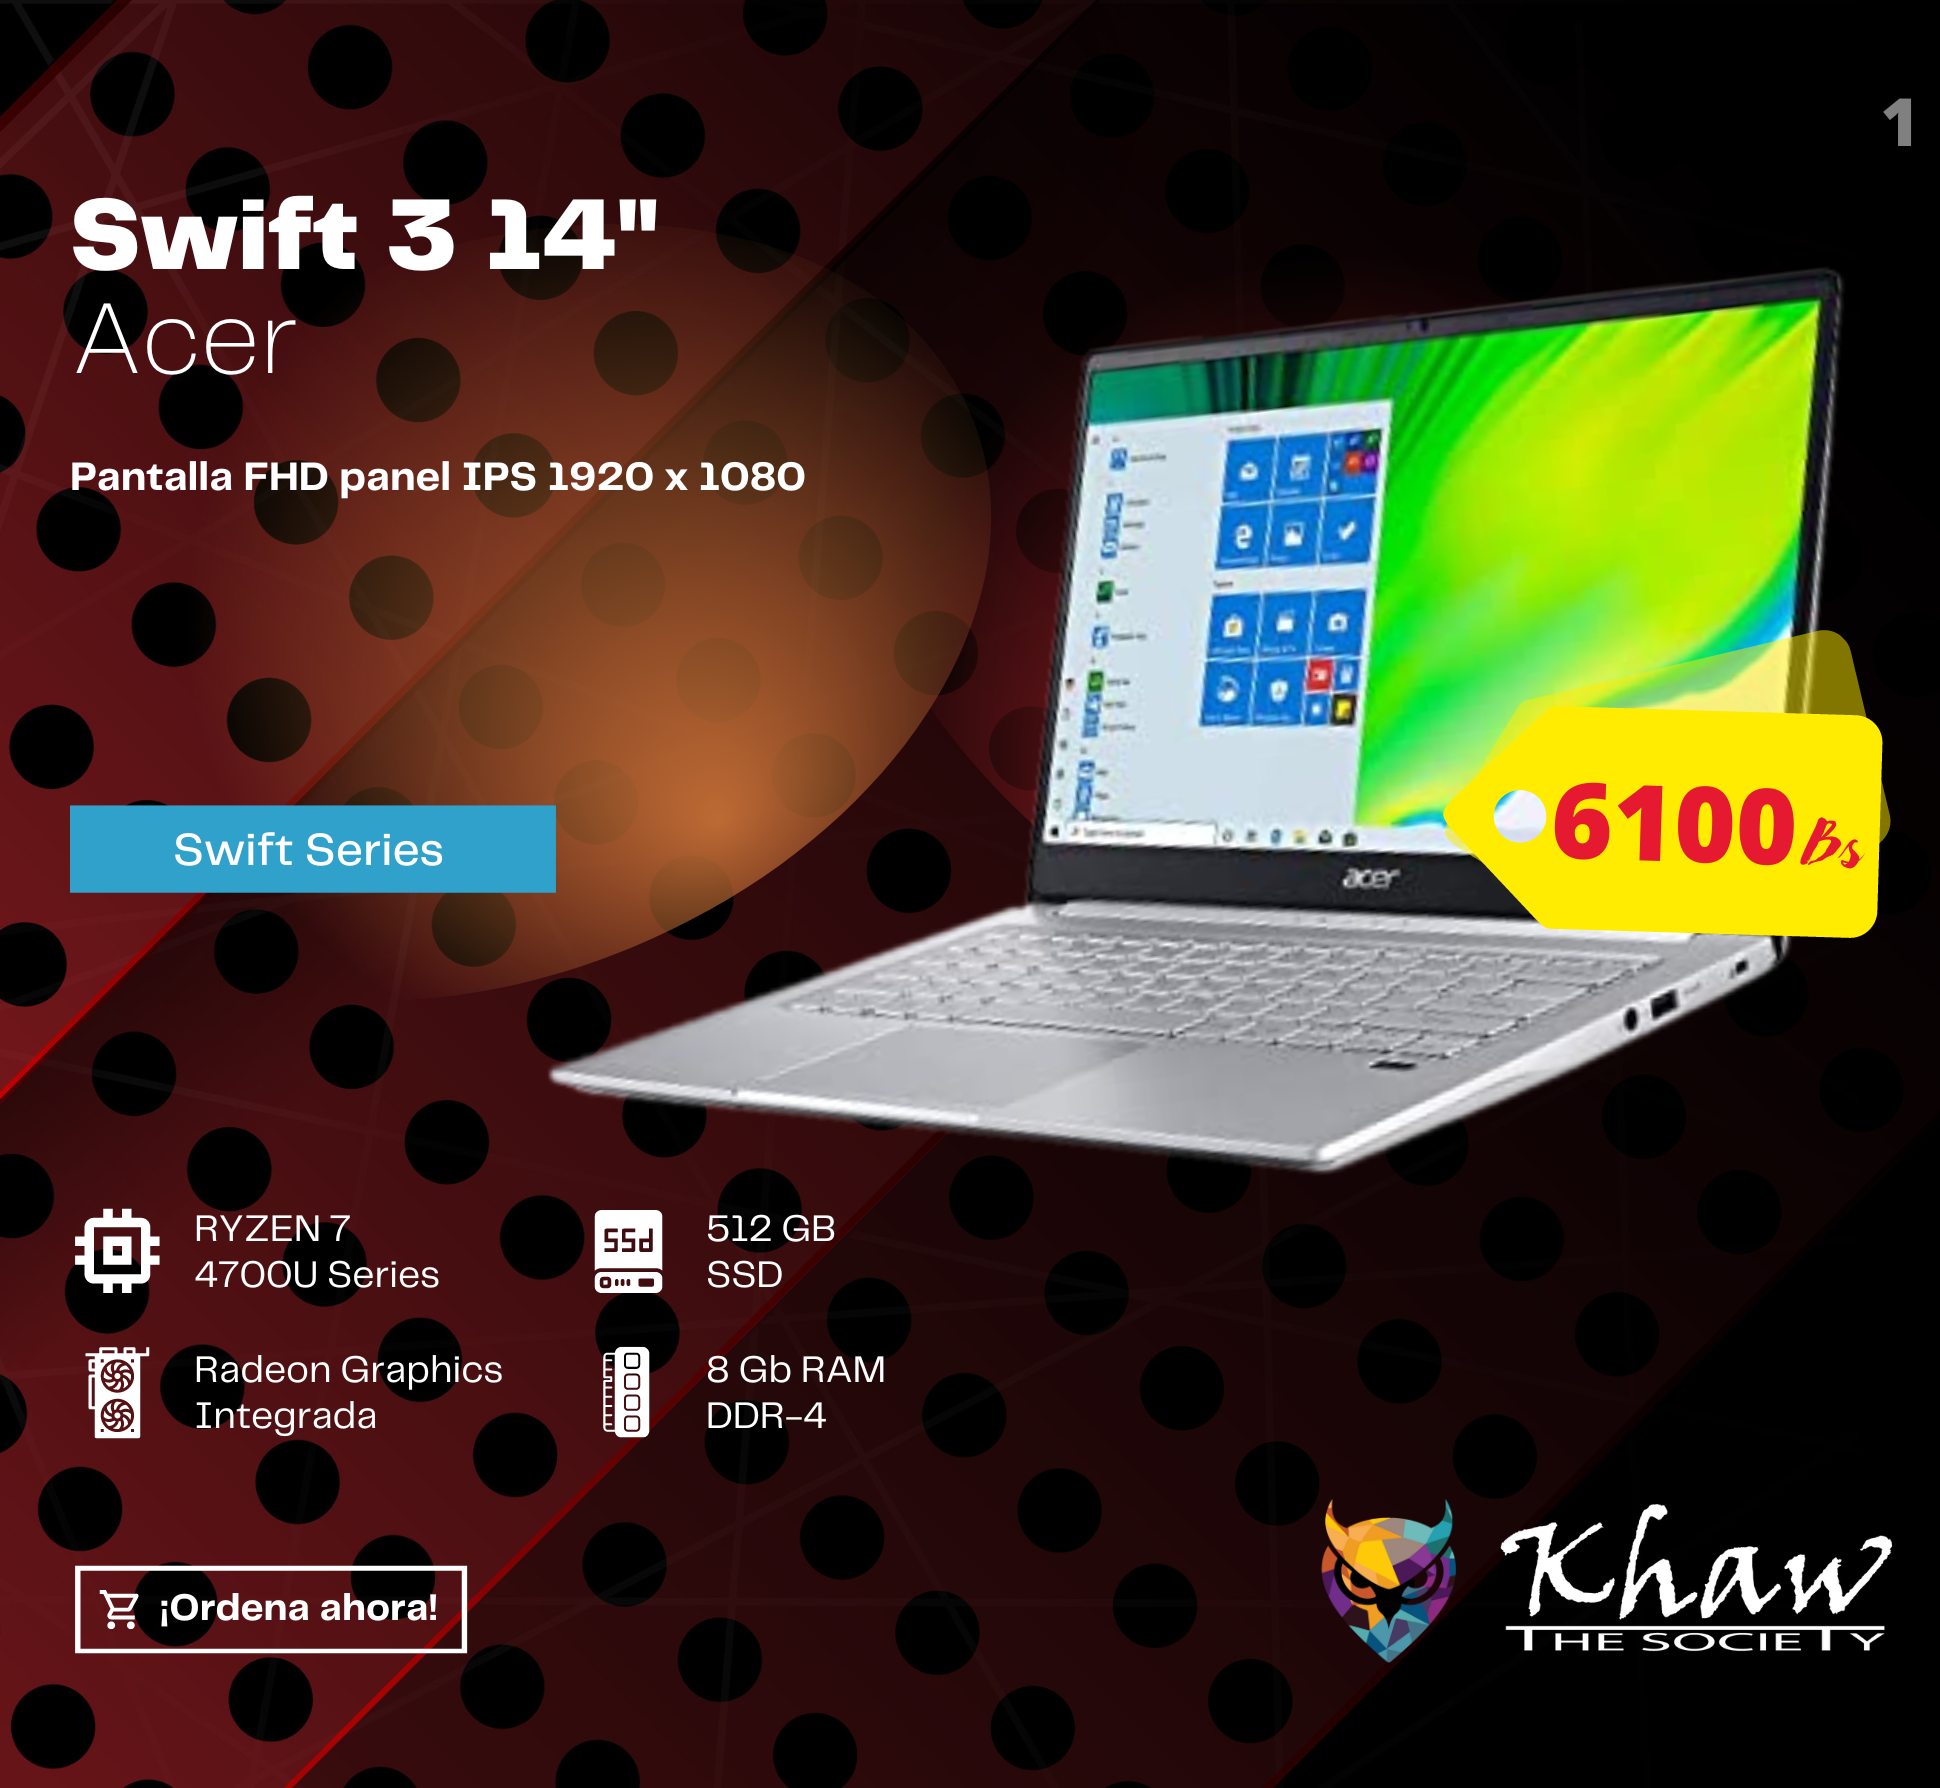 1
Swift 3 14"
Acer
Pantalla FHD panel IPS 1920 x 1080
Swift Series
acer
6100 Bs
RYZEN 7
4700U Series
ssd
512 GB
SSD
Radeon Graphics
Integrada
8 Gb RAM
DDR-4
¡Ordena ahora!
Khaw
THE SOCIETY